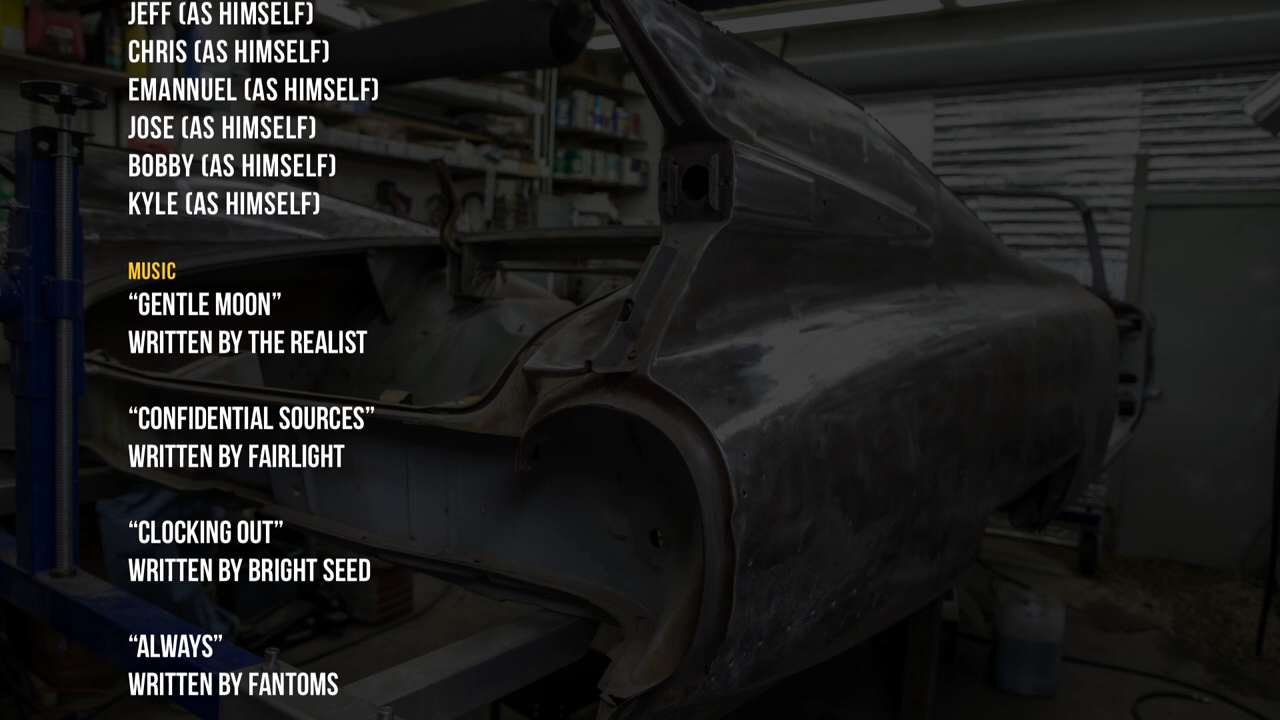 JEFF (AS HIMSELF)
CHRIS (AS HIMSELF)
EMANNUEL (AS HIMSELF)
JOSE (AS HIMSELF)
BOBBY (AS HIMSELF)
KYLE (AS HIMSELF)
MUSIC
“GENTLE MOON”
WRITTEN BY THE REALIST
“CONFIDENTIAL SOURCES”
WRITTEN BY FAIRLIGHT
“CLOCKING OUT”
WRITTEN BY BRIGHT SEED
“ALWAYS”
WRITTEN BY FANTOMS